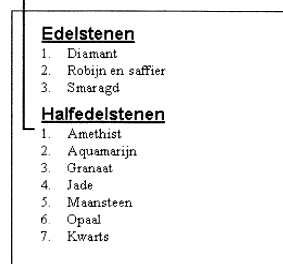 Edelstenen
1. Diamant
2. Robijn en saffier
3. Smaragd
Halfedelstenen
1. Amethist
2. Aquamarijn
3. Granaat
4. Jade
5. Maansteen
6. Opaal
7. Kwarts